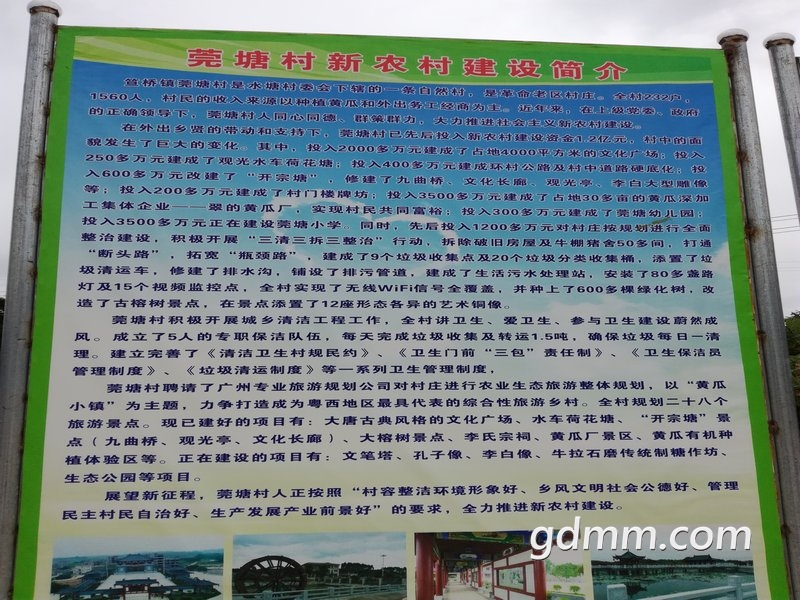 莞塘村新农村建设简介
笪桥镇莞塘村是水塘村委会下辖的一条自然村，是革命老区村庄。全村232户，
1560人，村民的收入来源以种植黄瓜和外出务工经商为主。近年来，在上级党委、政府
的正确领导下，莞塘村人同心同德、群策群力，大力推进社会主义新农村建设。
在外出乡贤的带动和支持下，莞塘村已先后投入新农村建设资金1.2亿元，村中的面
貌发生了巨大的变化。其中，投入2000多万元建成了占地4000平方米的文化广场；投入
250多万元建成了观光水车荷花塘；投入400多万元建成环村公路及村中道路硬底化；投
入600多万元改建了“开宗塘”，修建了九曲桥、文化长廊、观光亭、李白大型雕像
等；投入200多万元建成了村门楼牌坊；投入3500多万元建成了占地30多亩的黄瓜深加
工集体企业——翠的黄瓜厂，实现村民共同富裕；投入300多万元建成了莞塘幼儿园；
投入3500多万元正在建设莞塘小学。同时，先后投入1200多万元对村庄按规划进行全面
整治建设，积极开展“三清三拆三整治”行动，拆除破旧房屋及牛棚猪舍50多间，打通
“断头路”，拓宽“瓶颈路” 建成了9个垃圾收集点及20个垃圾分类收集桶，添置了垃
圾清运车，修建了排水沟，铺设了排污管道，建成了生活污水处理站，安装了80多盏路
灯及15个视频监控点，全村实现了无线WiFi信号全覆盖，并种上了600多棵绿化树，改
造了古榕树景点，在景点添置了12座形态各异的艺术铜像。
莞塘村积极开展城乡清洁工程工作，全村讲卫生、爱卫生、参与卫生建设蔚然成
风。成立了5人的专职保洁队伍，每天完成垃圾收集及转运1.5吨，确保垃圾每日一清
理。建立完善了《清洁卫生村规民约》、《卫生门前“三包”责任制》、《卫生保洁员
管理制度》、《垃圾清运制度》等一系列卫生管理制度，
莞塘村聘请了广州专业旅游规划公司对村庄进行农业生态旅游整体规划，以“黄瓜
小镇”为主题，力争打造成为粤西地区最具代表的综合性旅游乡村。全村规划二十八个
旅游景点。现已建好的项目有：大唐古典风格的文化广场、水车荷花塘、“开宗塘”景
点（九曲桥、观光亭、文化长廊）、大榕树景点、李氏宗祠、黄瓜厂景区、黄瓜有机种
植体验区等。正在建设的项目有：文笔塔、孔子像、李白像、牛拉石磨传统制糖作坊、
生态公园等项目。
展望新征程，莞塘村人正按照“村容整洁环境形象好、乡风文明社会公德好、管理
民主村民自治好、生产发展产业前景好”的要求，全力推进新农村建设。
gdmm.com